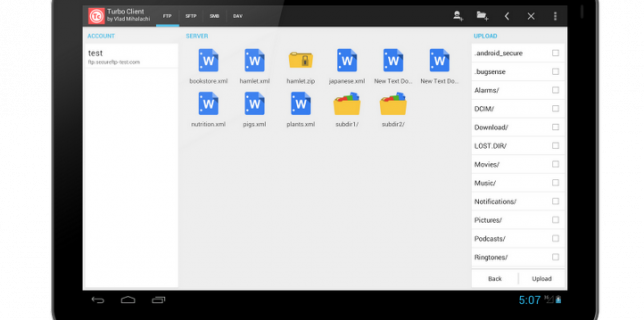 Turbo Client
by Vlad Mihalachi
FTP
SFTP
SMB
DAV
ACCOUNT
test
ftp.secureftp-test.com
SERVER
bookstore.xml
hamlet.xml
hamlet.zip
japanese.xml
New Text Do...
New Text Do...
nutrition.xml
pigs.xml
plants.xml
subdir1/
subdir2/
UPLOAD
.android_secure
.bugsense
Alarms/
DCIM/
Download/
LOST.DIR/
Movies/
Music/
Notifications/
Pictures/
Podcasts/
Ringtones/
Back
Upload
5:07